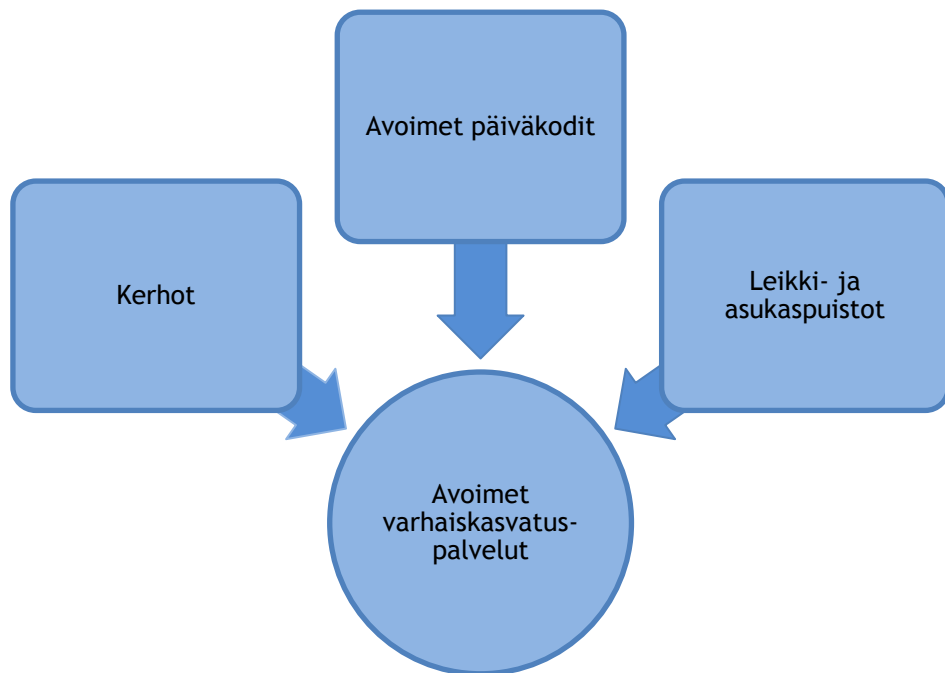 Avoimet päiväkodit
Kerhot
Leikki- ja
asukaspuistot
Avoimet
varhaiskasvatus-
palvelut